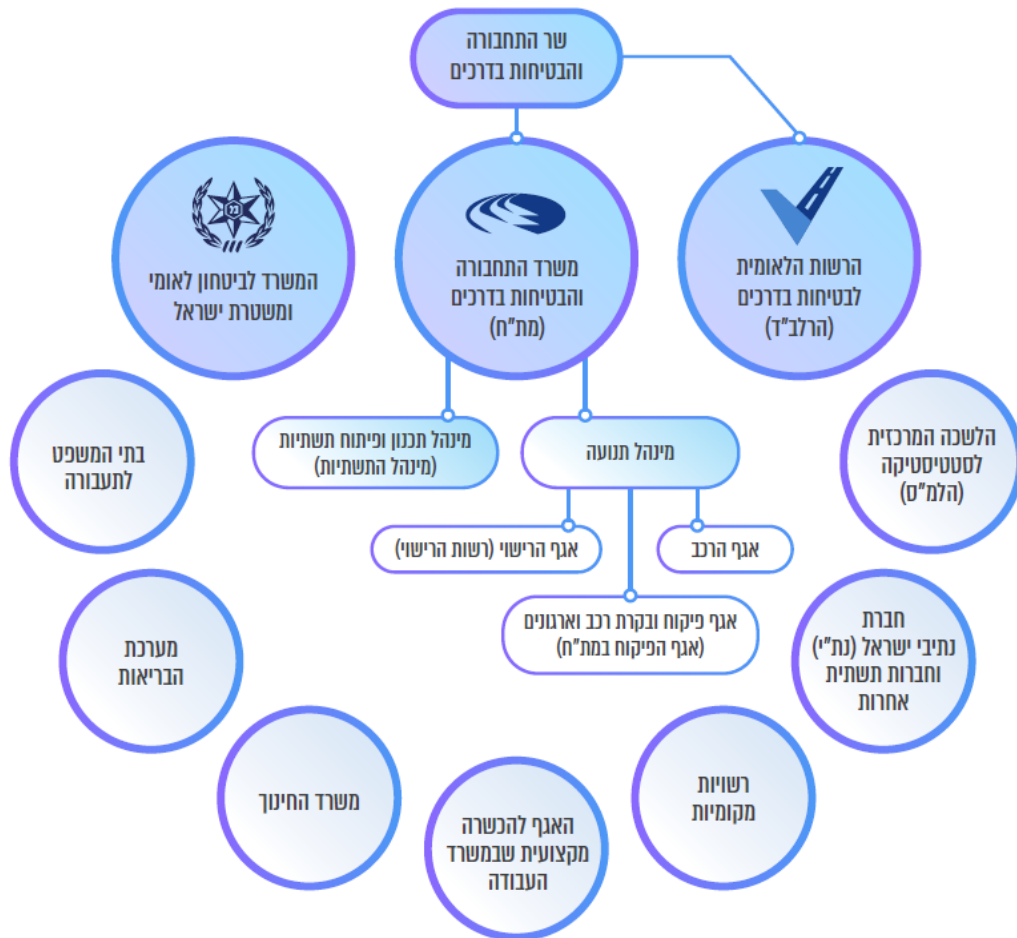 שר התחבורה
והבטיחות בדרכים
הרשות הלאומית
לבטיחות בדרכים
(הרלב"ד)
משרד התחבורה
והבטיחות בדרכים
(מת"ח)
המשרד לביטחון לאומי
ומשטרת ישראל
מינהל תנועה
מינהל תכנון ופיתוח תשתיות
(מינהל התשתיות)
אגף הרכב
אגף הרישוי (רשות הרישוי)
אגף פיקוח ובקרת רכב וארגונים
(אגף הפיקוח במת"ח)
הלשכה המרכזית
לסטטיסטיקה
(הלמ"ס)
חברת
נתיבי ישראל (נת"י)
וחברות תשתית
אחרות
רשויות
מקומיות
האגף להכשרה
מקצועית שבמשרד
העבודה
משרד החינוך
מערכת
הבריאות
בתי המשפט
לתעבורה